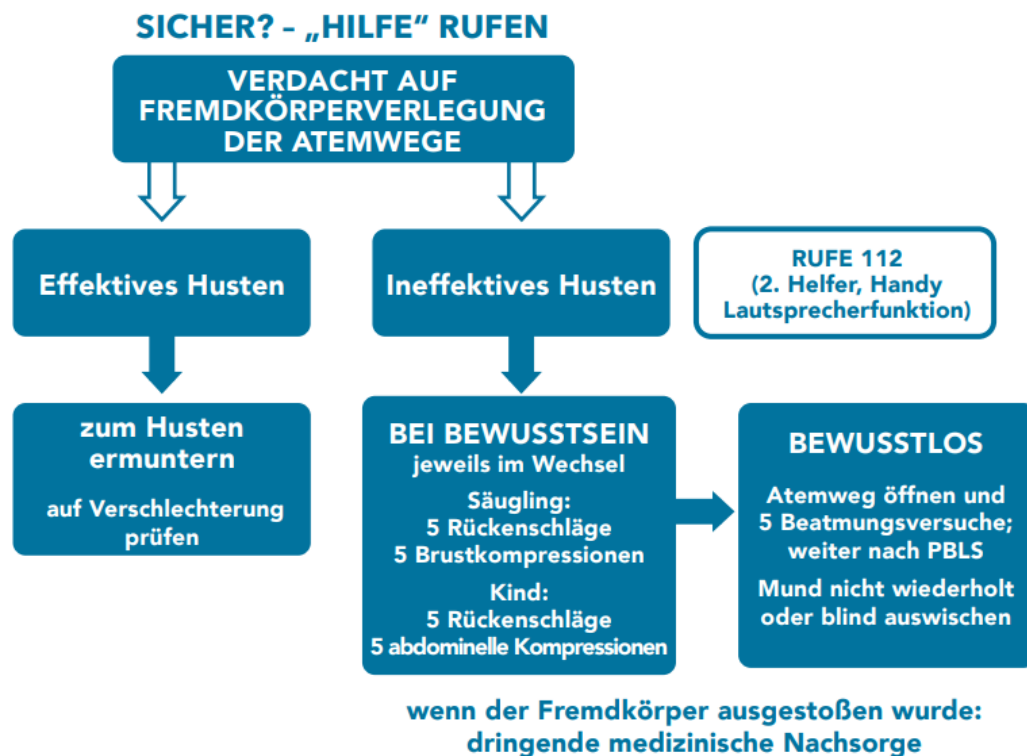 SICHER? – „HILFE" RUFEN
VERDACHT AUF
FREMDKÖRPERVERLEGUNG
DER ATEMWEGE
Effektives Husten
Ineffektives Husten
RUFE 112
(2. Helfer, Handy
Lautsprecherfunktion)
zum Husten
ermuntern
auf Verschlechterung
prüfen
BEI BEWUSSTSEIN
jeweils im Wechsel
Säugling:
5 Rückenschläge
5 Brustkompressionen
Kind:
5 Rückenschläge
5 abdominelle Kompressionen
BEWUSSTLOS
Atemweg öffnen und
5 Beatmungsversuche;
weiter nach PBLS
Mund nicht wiederholt
oder blind auswischen
wenn der Fremdkörper ausgestoßen wurde:
dringende medizinische Nachsorge